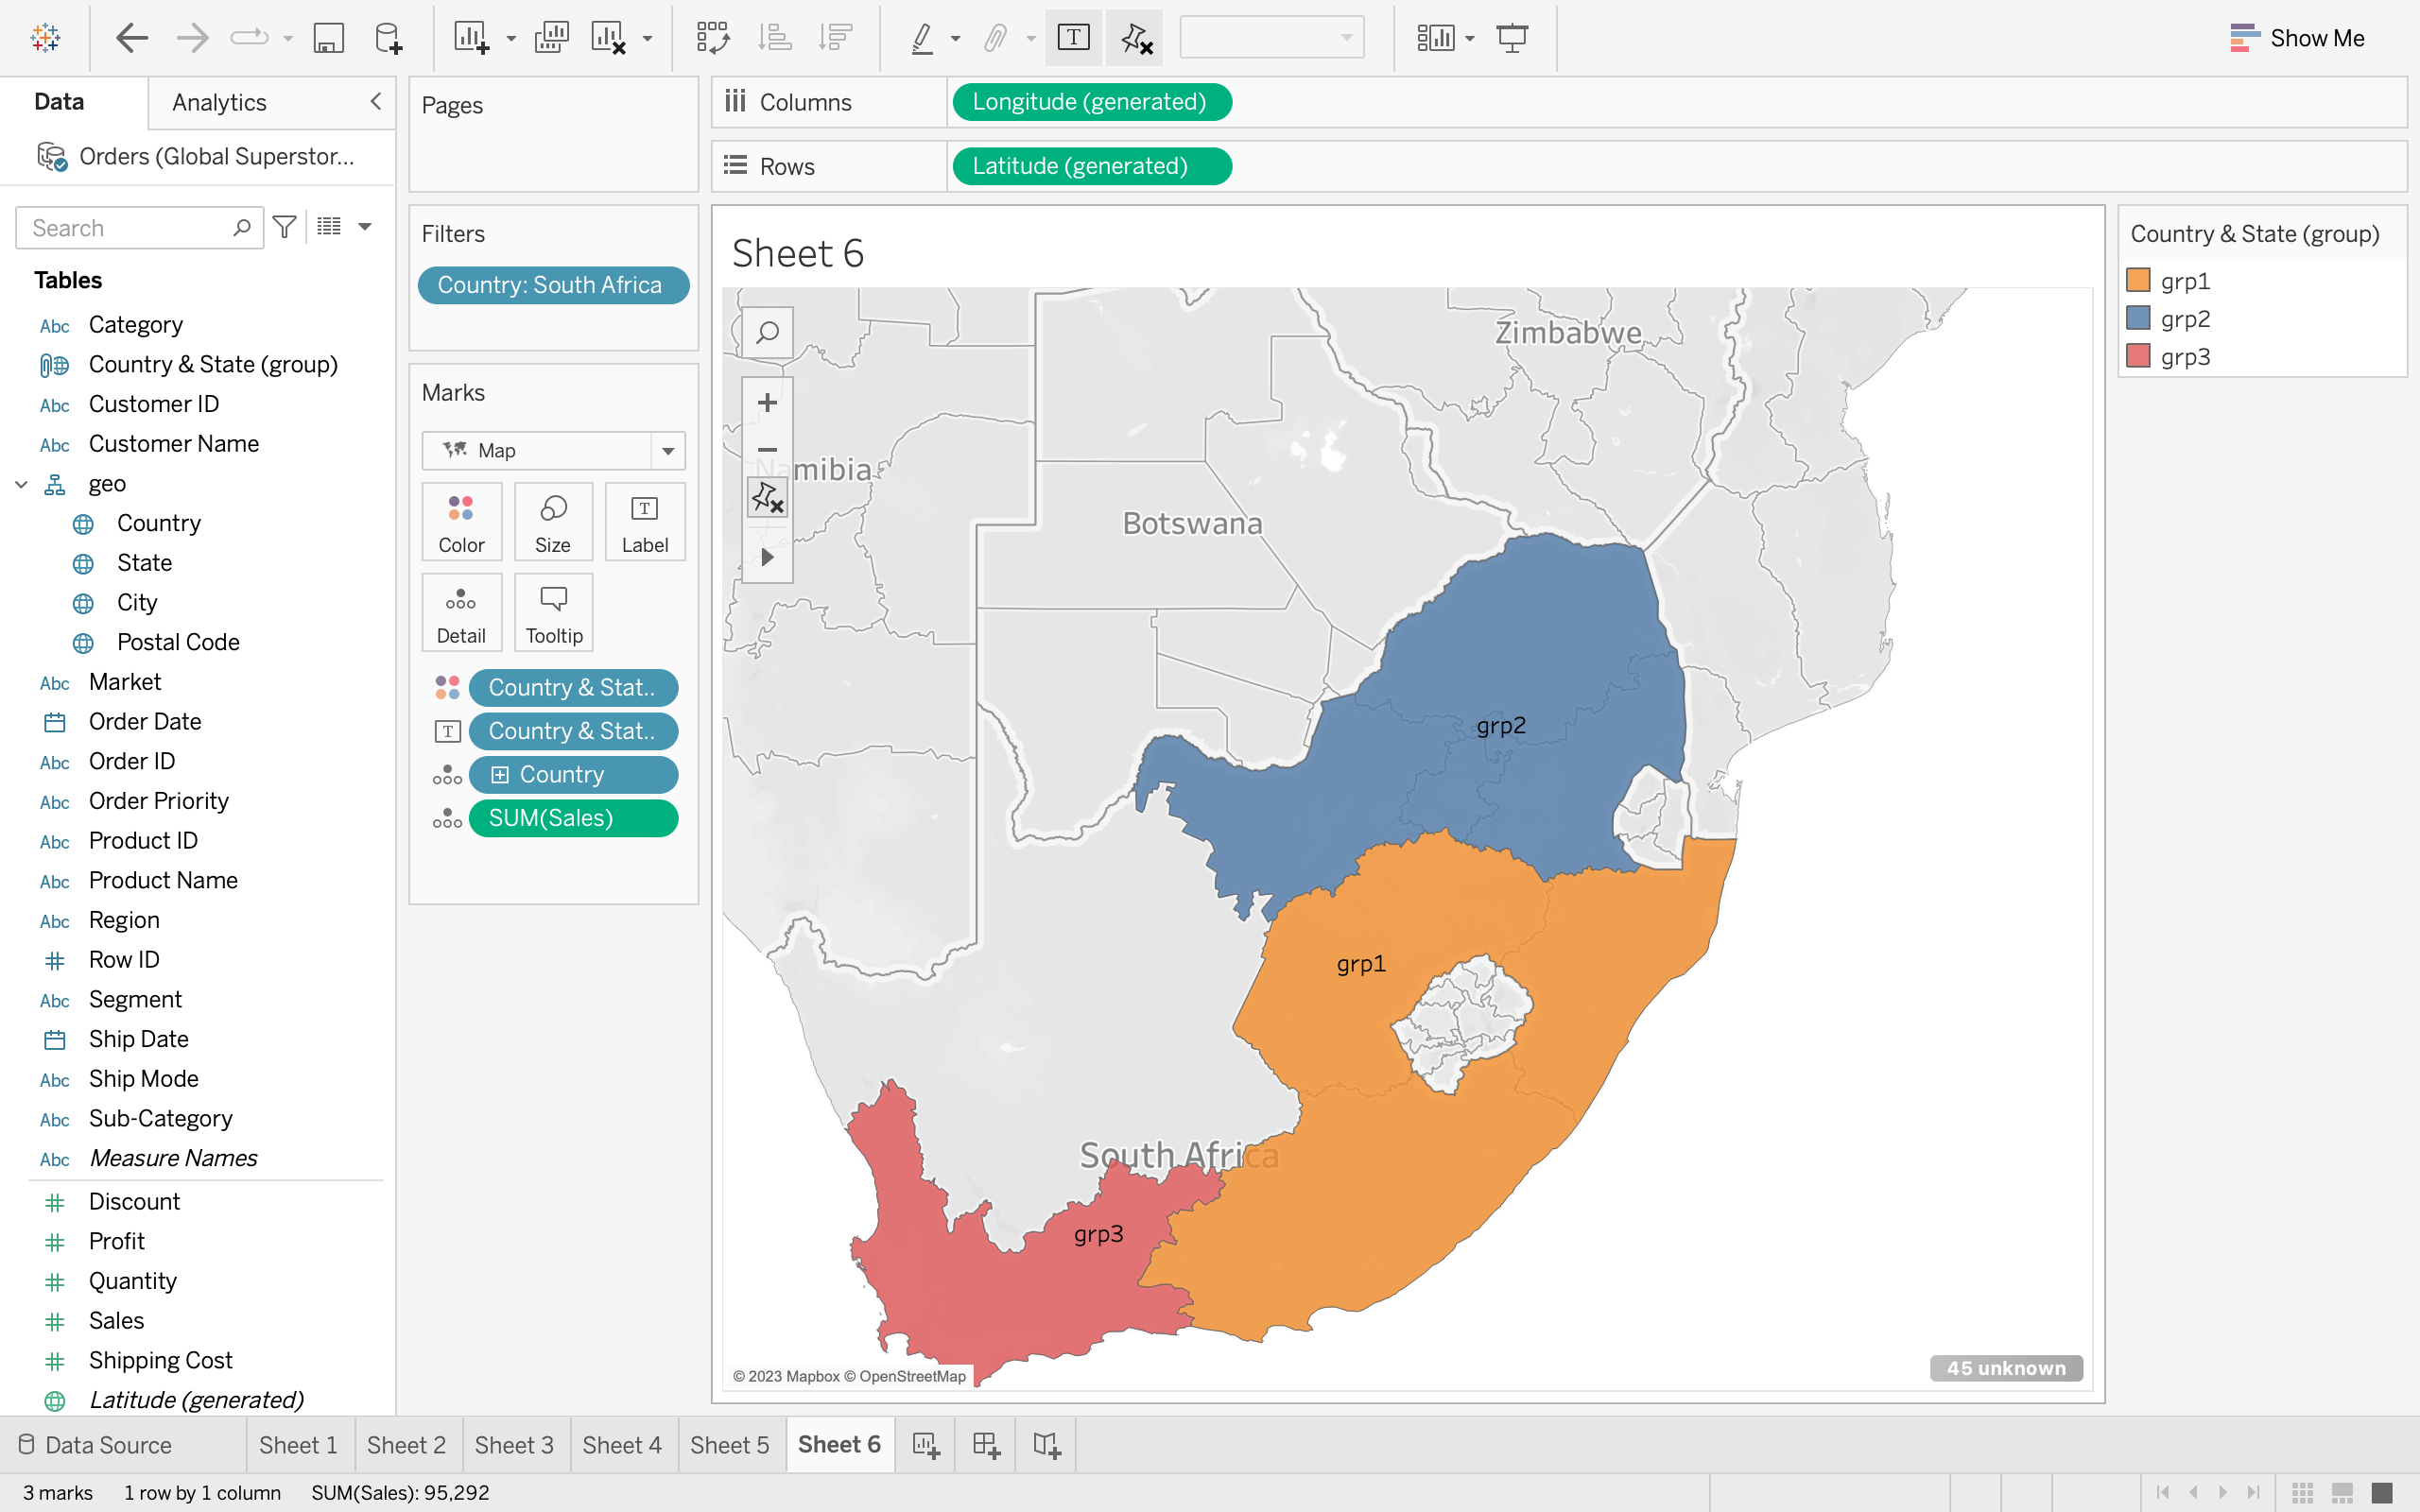 Show Me
Data
Analytics
Orders (Global Superstor...
Search
Tables
Abc Category
Country & State (group)
Abc Customer ID
Abc Customer Name
geo
Country
State
City
Postal Code
Abc Market
Order Date
Abc Order ID
Abc Order Priority
Abc Product ID
Abc Product Name
Abc Region
Row ID
Abc Segment
Ship Date
Abc Ship Mode
Abc Sub-Category
Abc Measure Names
Discount
Profit
Quantity
Sales
Shipping Cost
Latitude (generated)
Pages
Filters
Country: South Africa
Marks
Map
Color Size Label
Detail Tooltip
Country & Stat..
Country & Stat..
Country
SUM(Sales)
Columns Longitude (generated)
Rows Latitude (generated)
Sheet 6
Zimbabwe
Namibia
Botswana
grp2
grp1
South Africa
grp3
© 2023 Mapbox © OpenStreetMap
45 unknown
Country & State (group)
grp1
grp2
grp3
Data Source Sheet 1 Sheet 2 Sheet 3 Sheet 4 Sheet 5 Sheet 6
3 marks 1 row by 1 column SUM(Sales): 95,292